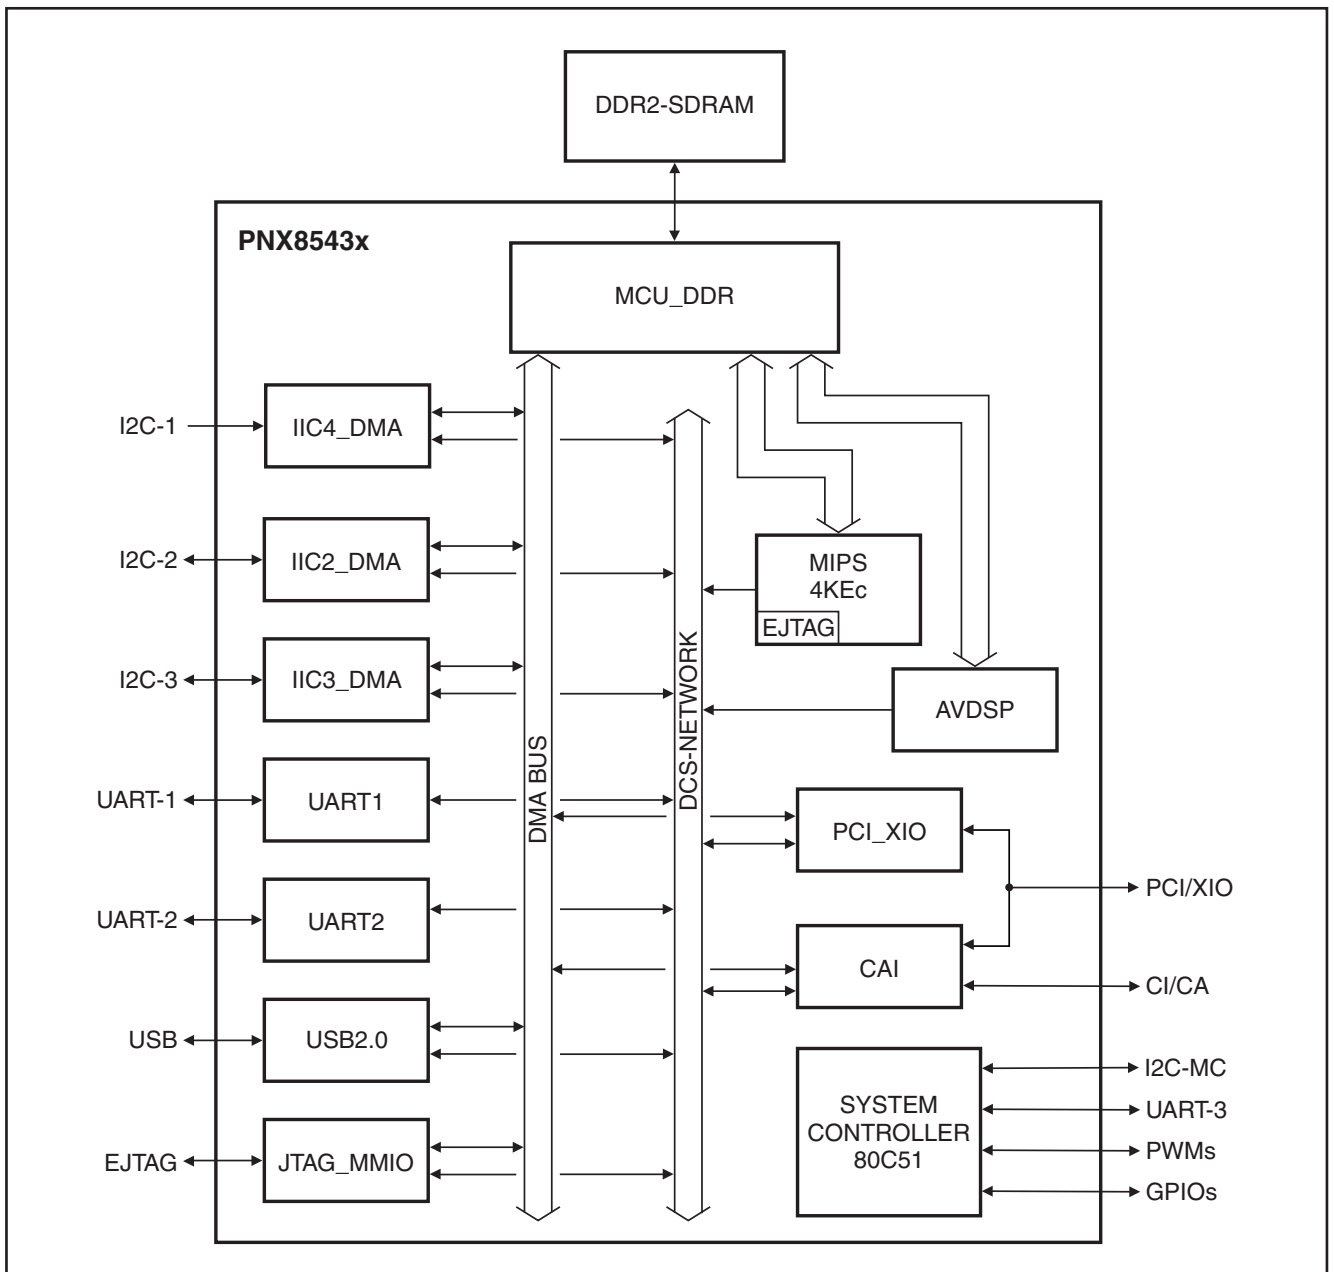 DDR2-SDRAM
PNX8543x
MCU_DDR
I2C-1
IIC4_DMA
I2C-2
IIC2_DMA
MIPS
4KEc
EJTAG
I2C-3
IIC3_DMA
DCS-NETWORK
AVDSP
DMA BUS
UART-1
UART1
PCI_XIO
PCI/XIO
UART-2
UART2
CAI
CI/CA
USB
USB2.0
I2C-MC
SYSTEM
CONTROLLER
80C51
UART-3
PWMs
GPIOs
EJTAG
JTAG_MMIO